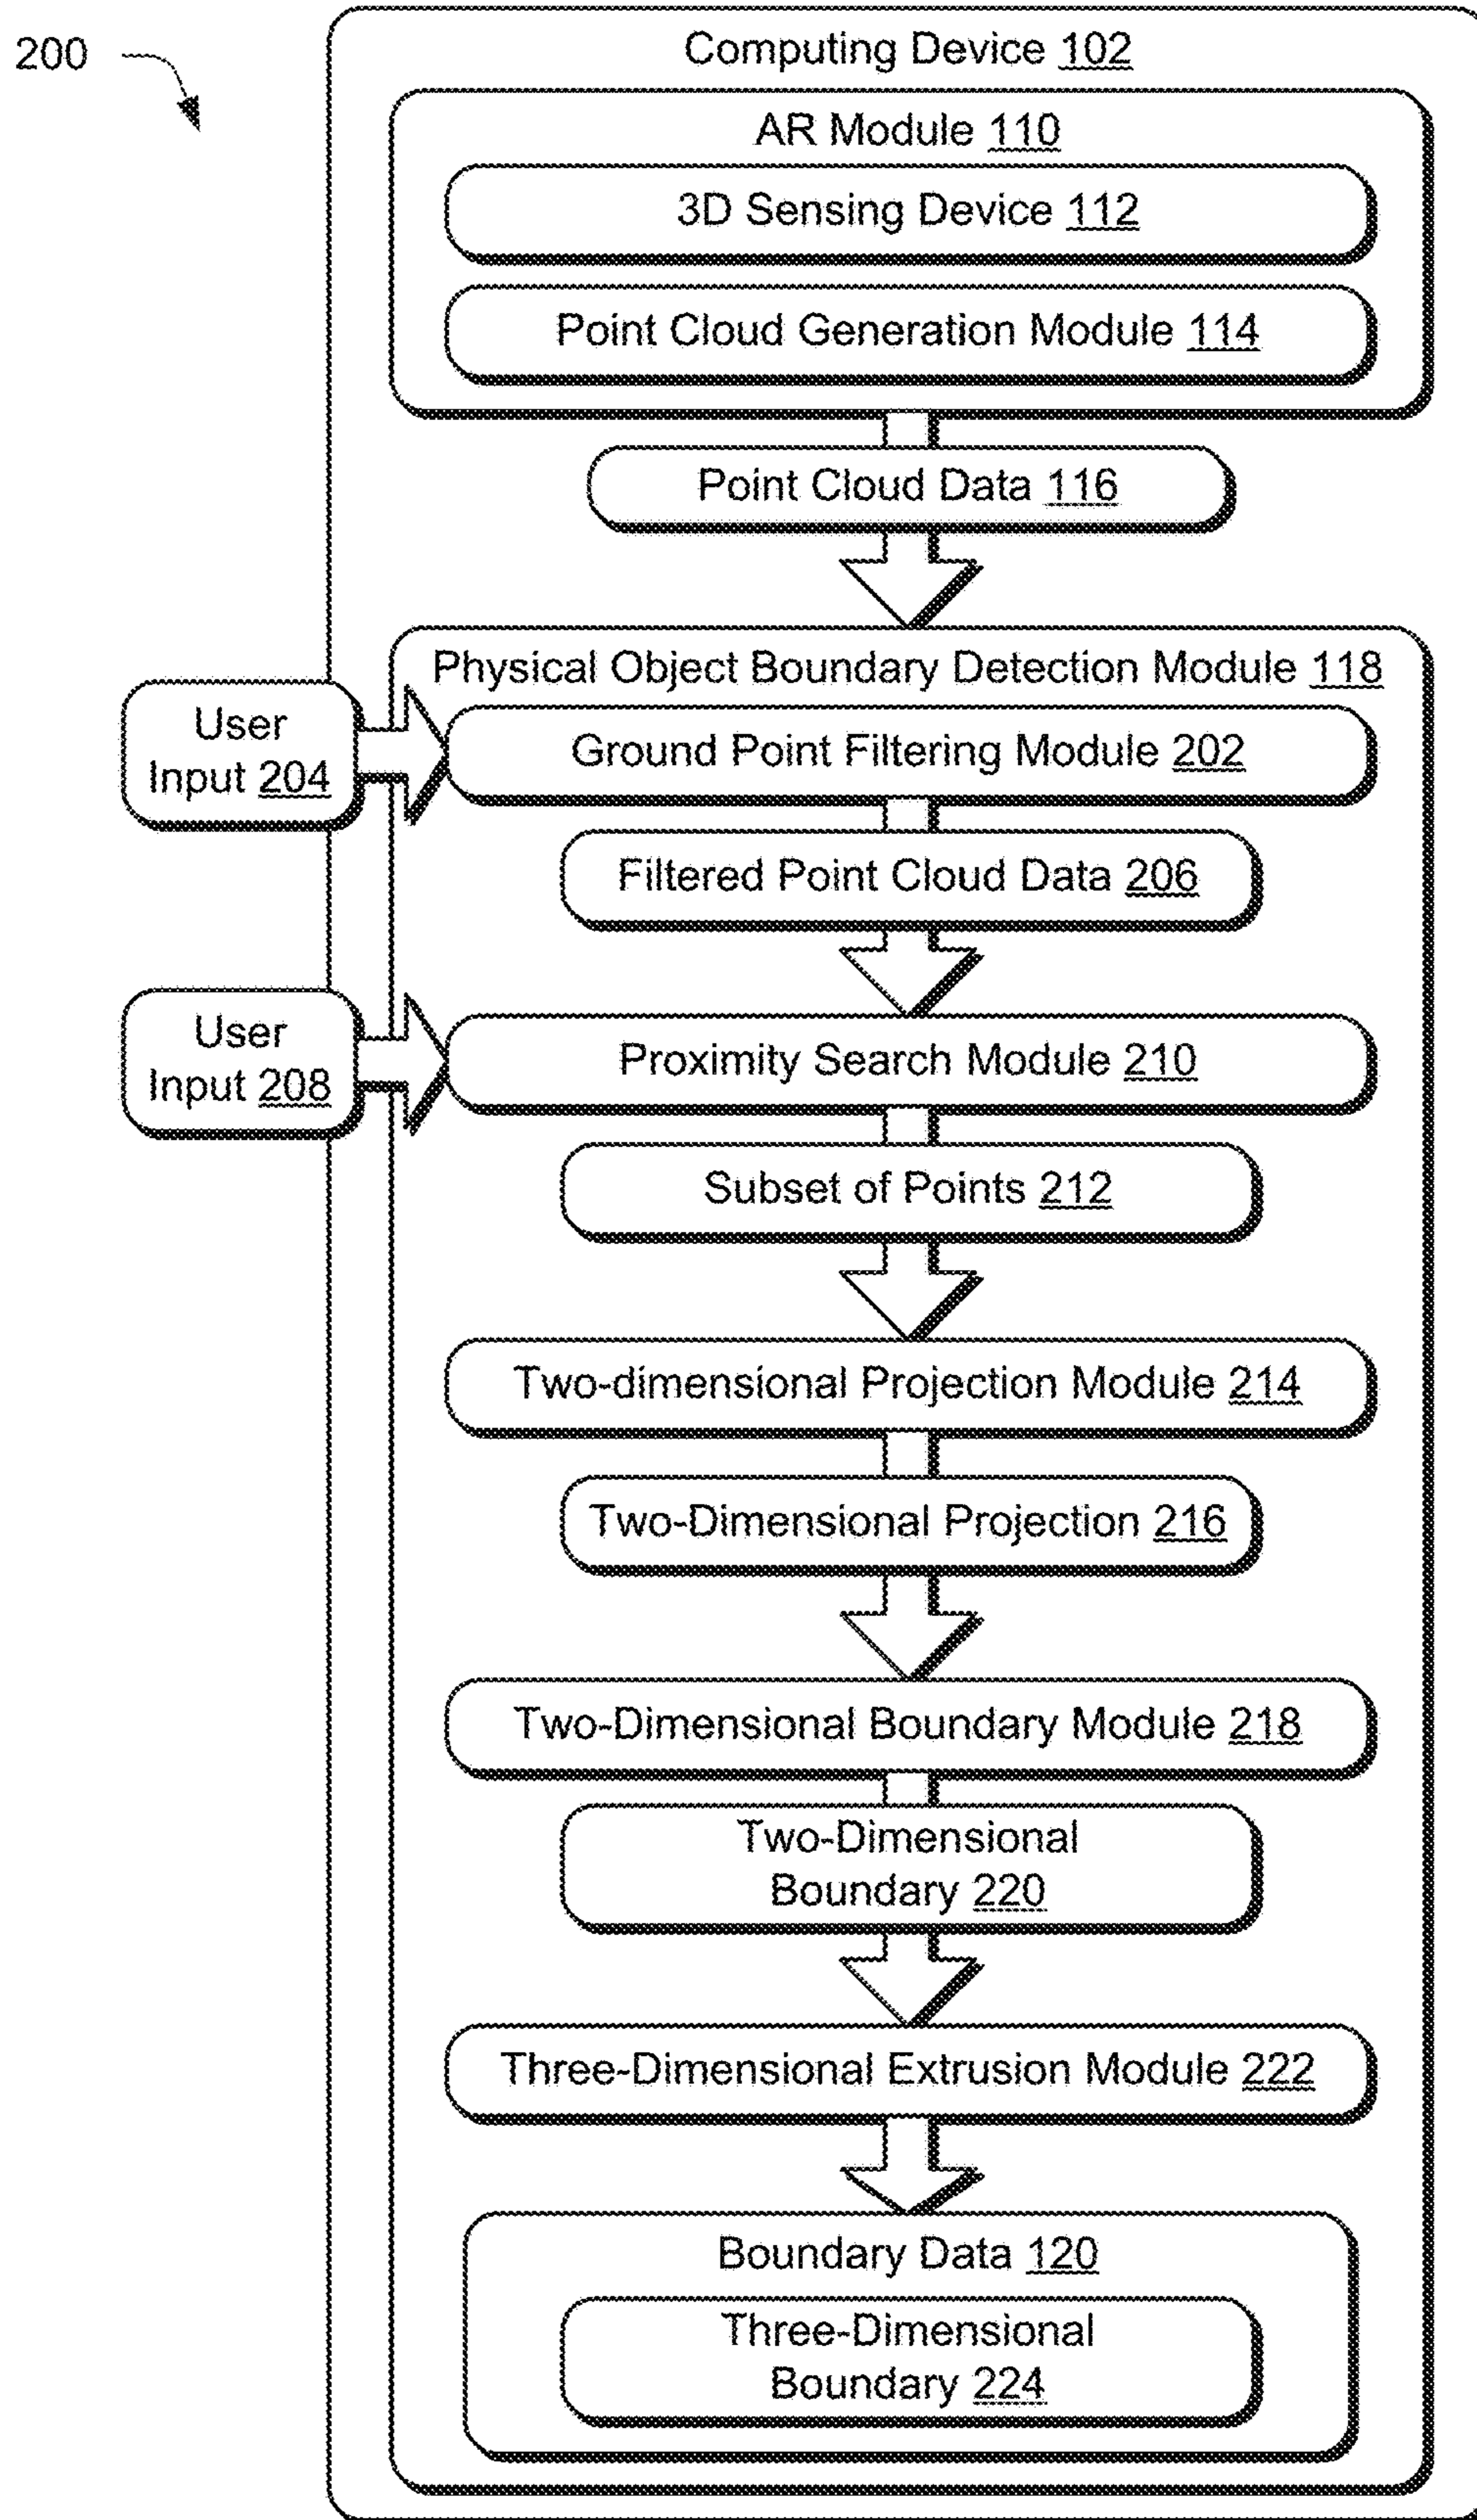 200
Computing Device 102
AR Module 110
3D Sensing Device 112
Point Cloud Generation Module 114
Point Cloud Data 116
Physical Object Boundary Detection Module 118
User
Input 204
Ground Point Filtering Module 202
Filtered Point Cloud Data 206
User
Input 208
Proximity Search Module 210
Subset of Points 212
Two-dimensional Projection Module 214
Two-Dimensional Projection 216
Two-Dimensional Boundary Module 218
Two-Dimensional
Boundary 220
Three-Dimensional Extrusion Module 222
Boundary Data 120
Three-Dimensional
Boundary 224